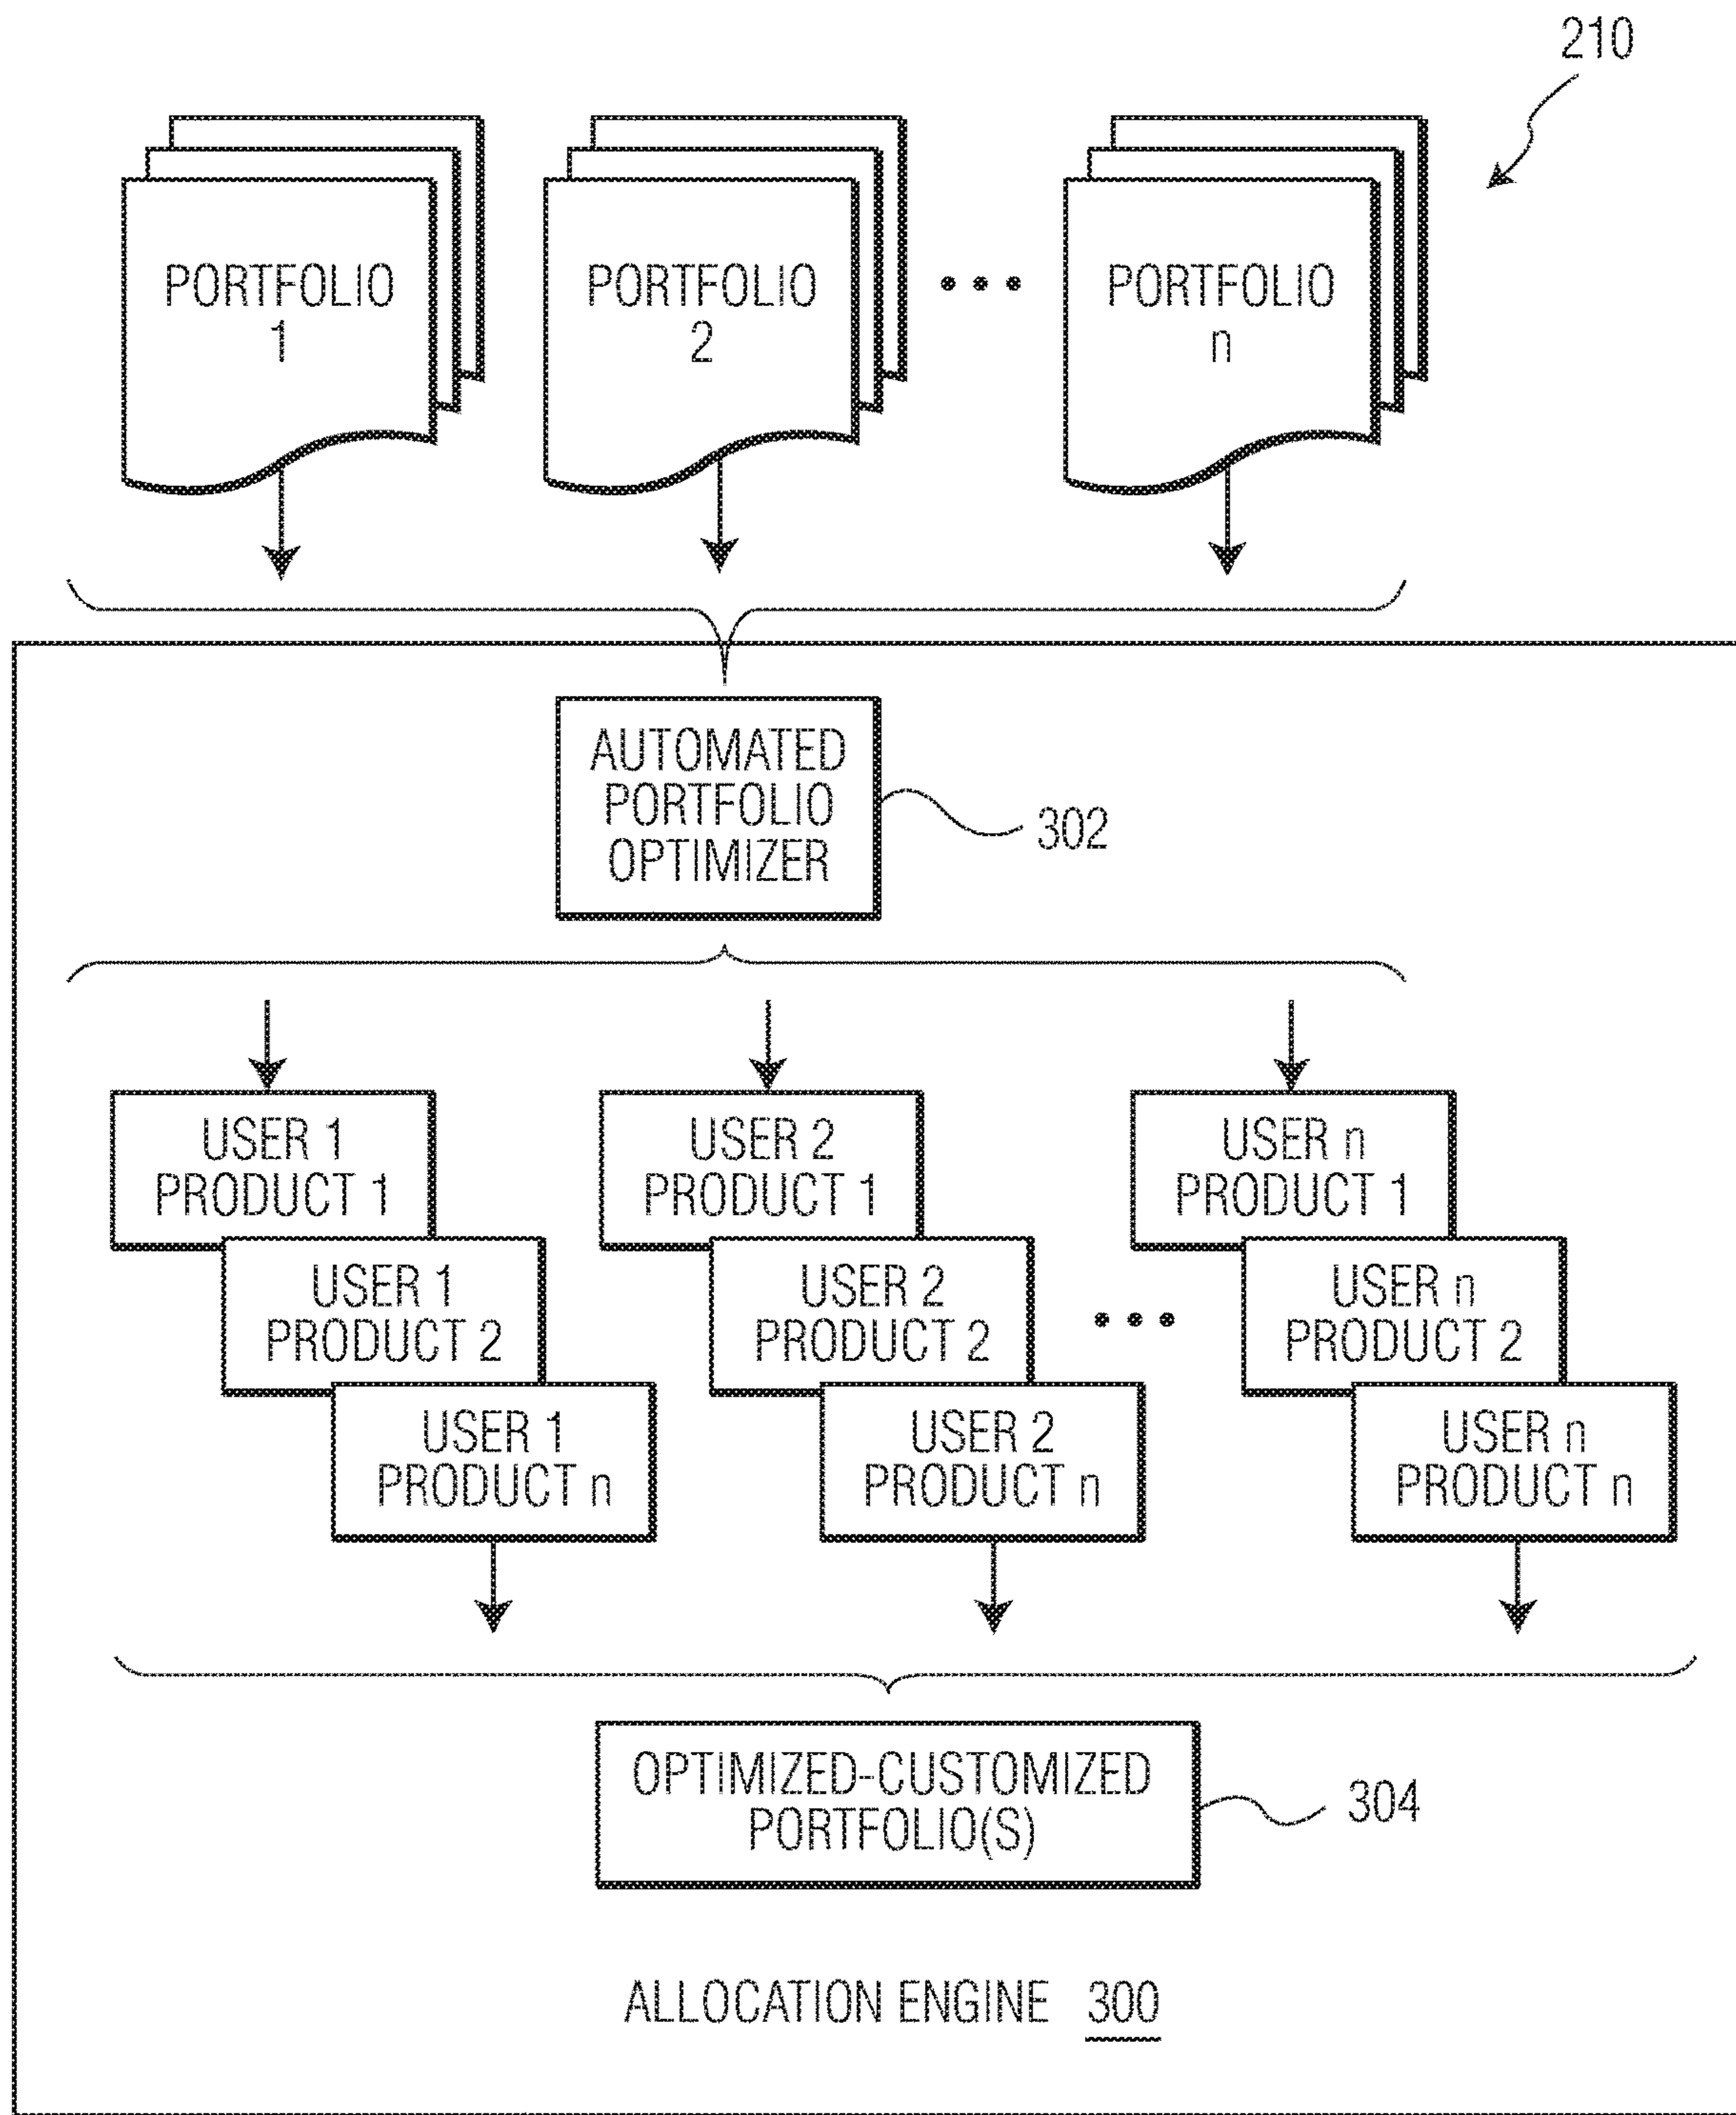 210
PORTFOLIO
1
PORTFOLIO
2
PORTFOLIO
n
AUTOMATED
PORTFOLIO
OPTIMIZER
302
USER 1
PRODUCT 1
USER 2
PRODUCT 1
USER n
PRODUCT 1
USER 1
PRODUCT 2
USER 2
PRODUCT 2
USER n
PRODUCT 2
USER 1
PRODUCT n
USER 2
PRODUCT n
USER n
PRODUCT n
OPTIMIZED-CUSTOMIZED
PORTFOLIO(S)
304
ALLOCATION ENGINE 300